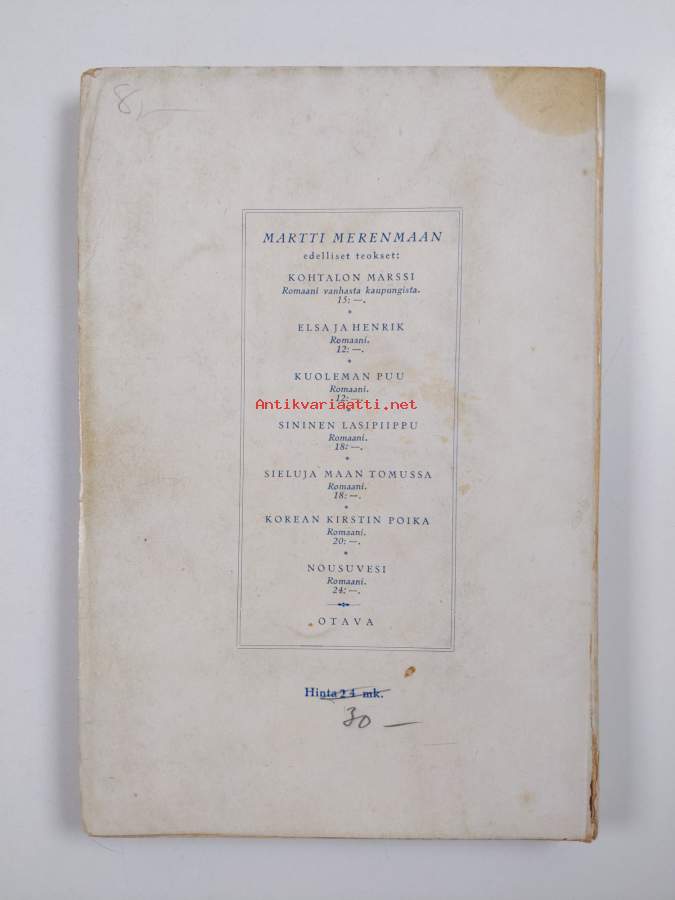 8,—
MARTTI MERENMAAN
edelliset teokset:
KOHTALON MARSSI
Romaani vanhasta kaupungista.
15: —.
ELSA JA HENRIK
Romaani.
12: —.
KUOLEMAN PUU
Romaani.
12: —.
Antikvariaatti.net
SININEN LASIPIIPPU
Romaani.
18: —.
SIELUJA MAAN TOMUSSA
Romaani.
18: —.
KOREAN KIRSTIN POIKA
Romaani.
20: —.
NOUSUVESI
Romaani.
24: —.
OTAVA
Hinta 24 mk.
30 —